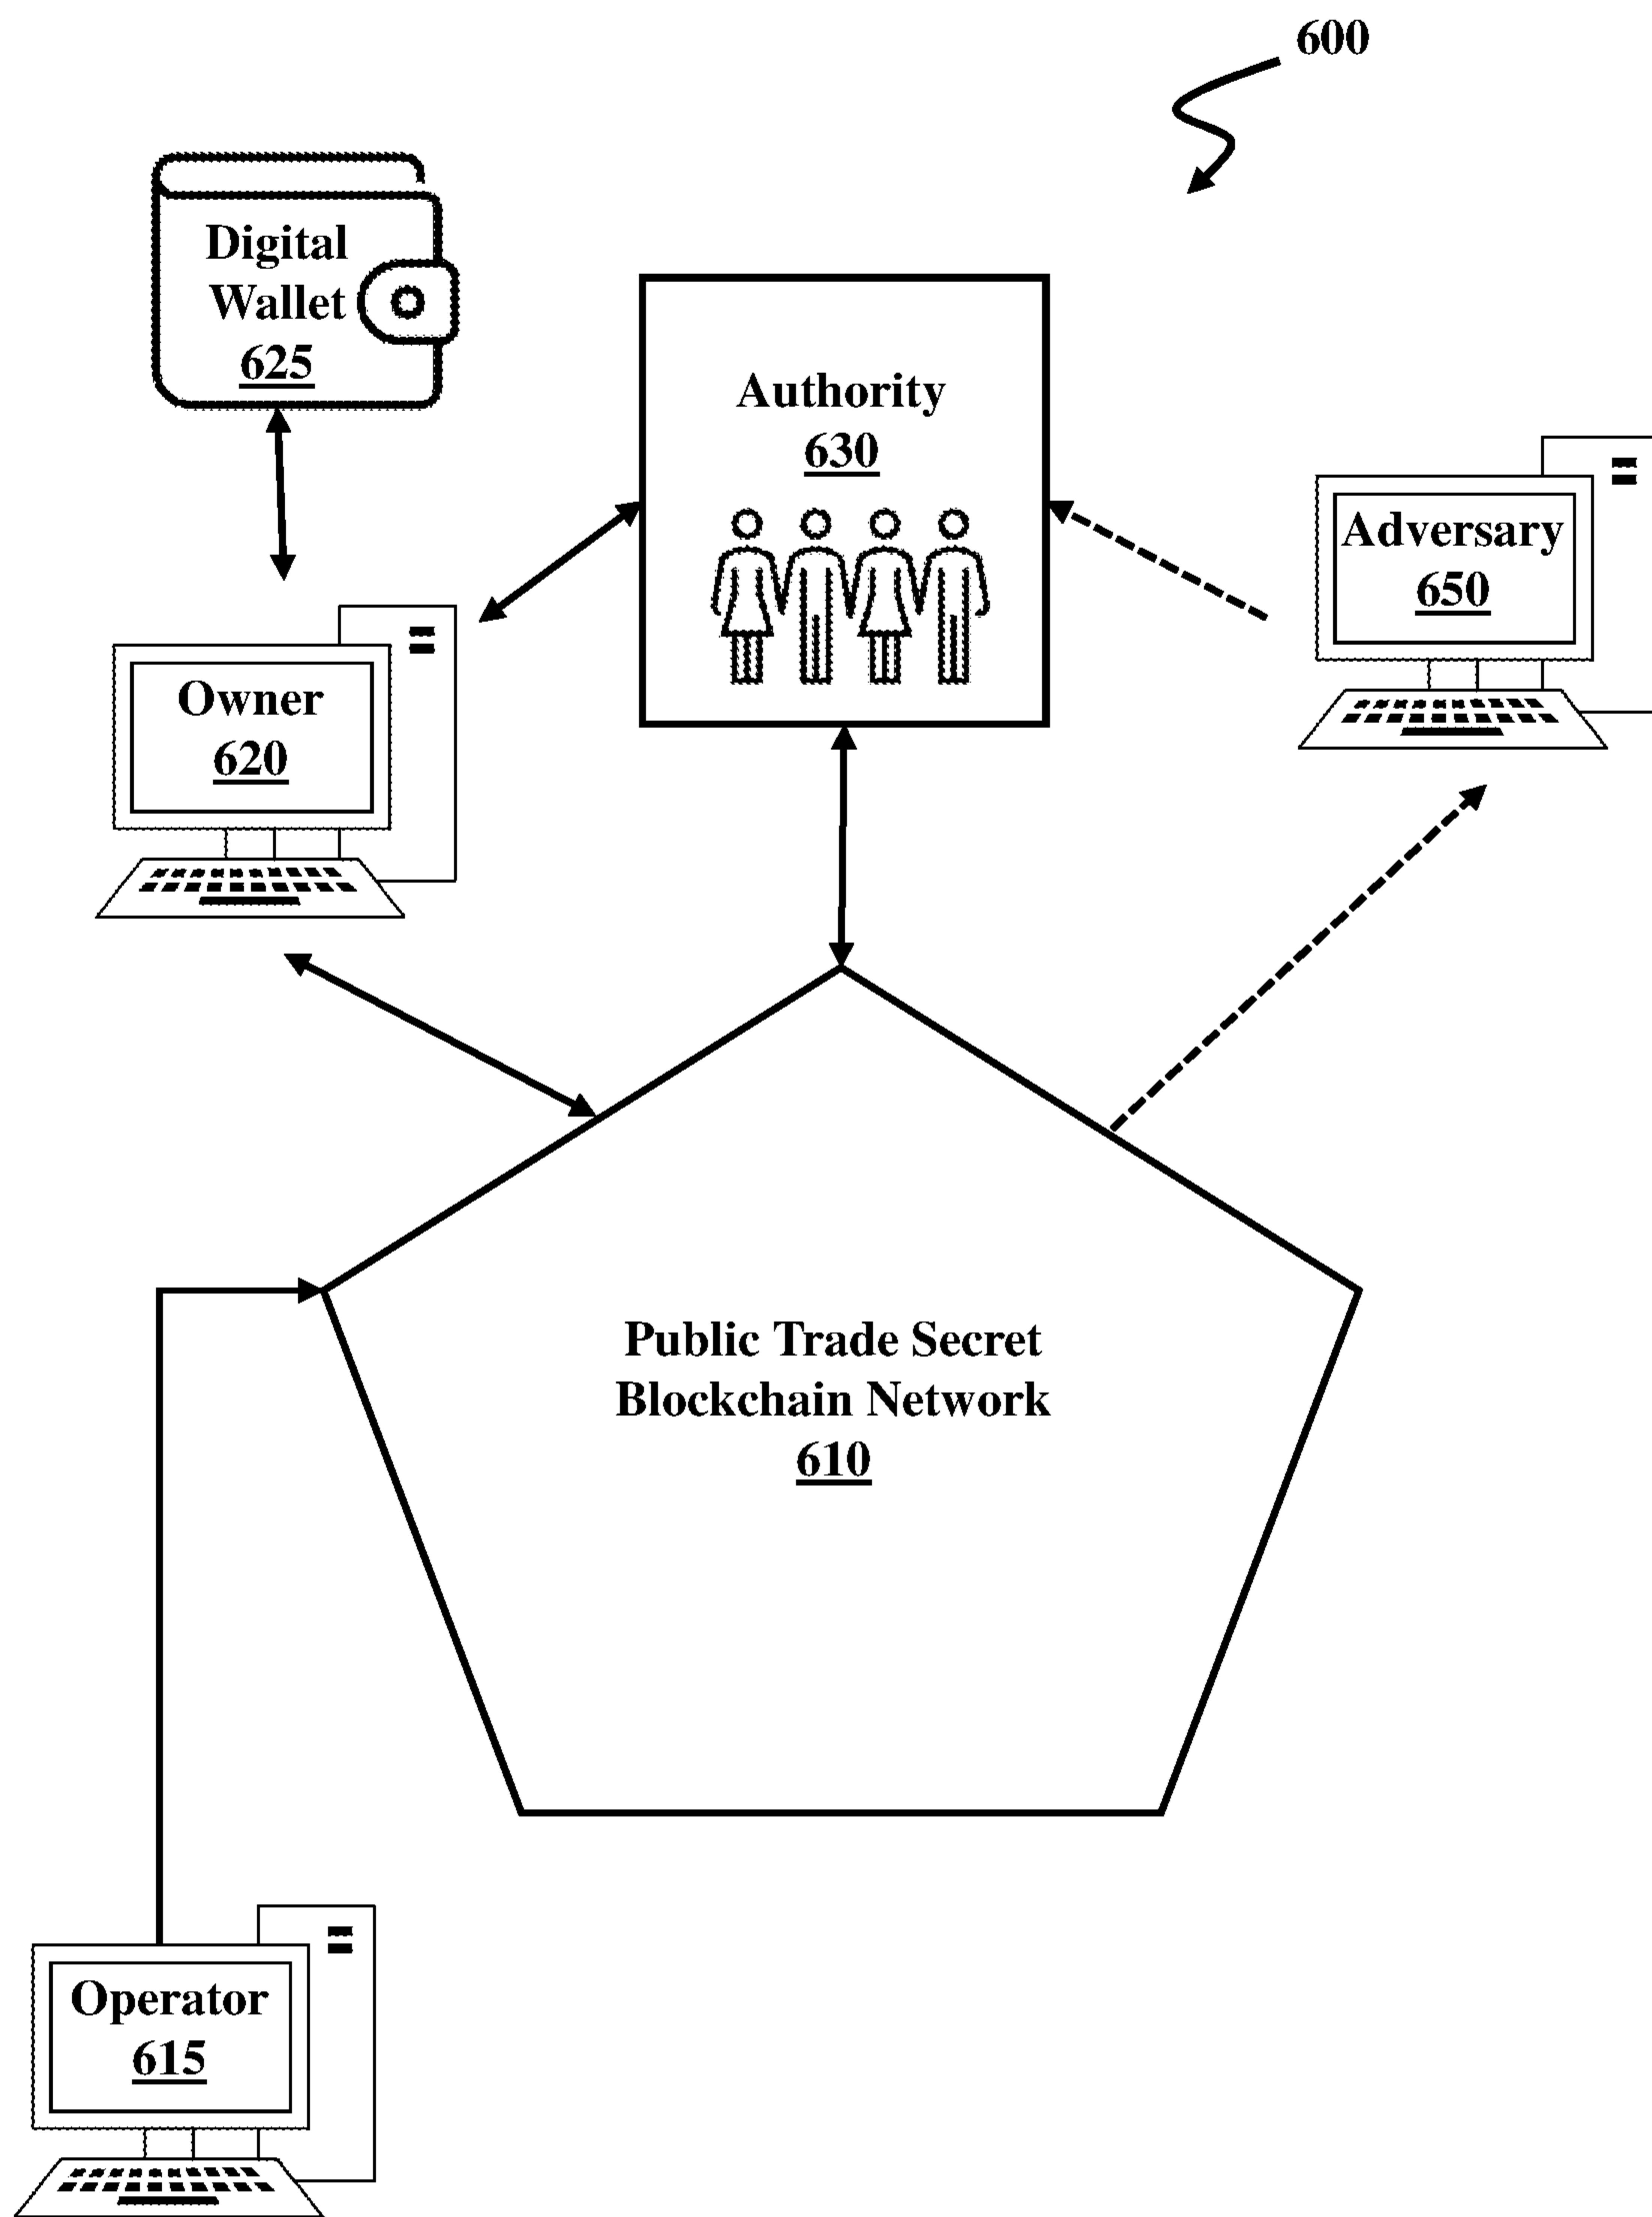 600
Digital
Wallet
625
Authority
630
Adversary
650
Owner
620
Public Trade Secret
Blockchain Network
610
Operator
615